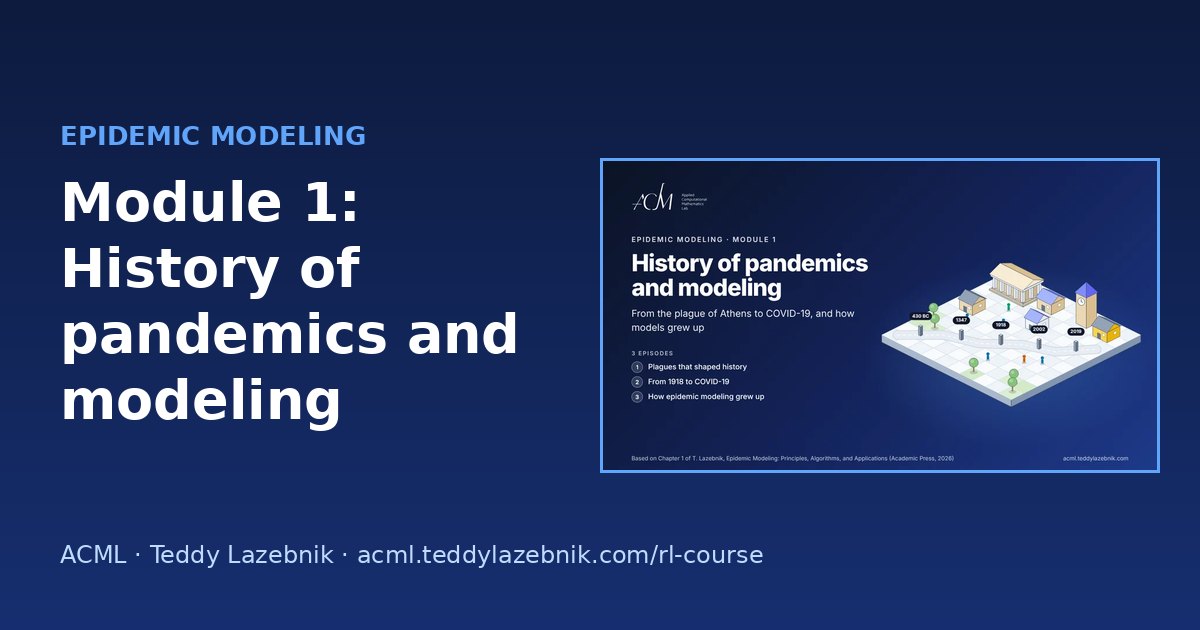 EPIDEMIC MODELING
Module 1:
History of
pandemics and
modeling
ACML · Teddy Lazebnik · acml.teddylazebnik.com/rl-course
ACM
Applied
Computational
Mathematics
Lab
EPIDEMIC MODELING · MODULE 1
History of pandemics
and modeling
From the plague of Athens to COVID-19, and how
models grew up
3 EPISODES
1 Plagues that shaped history
2 From 1918 to COVID-19
3 How epidemic modeling grew up
430 BC
1347
1918
2002
2019
Based on Chapter 1 of T. Lazebnik, Epidemic Modeling: Principles, Algorithms, and Applications (Academic Press, 2026)
acml.teddylazebnik.com